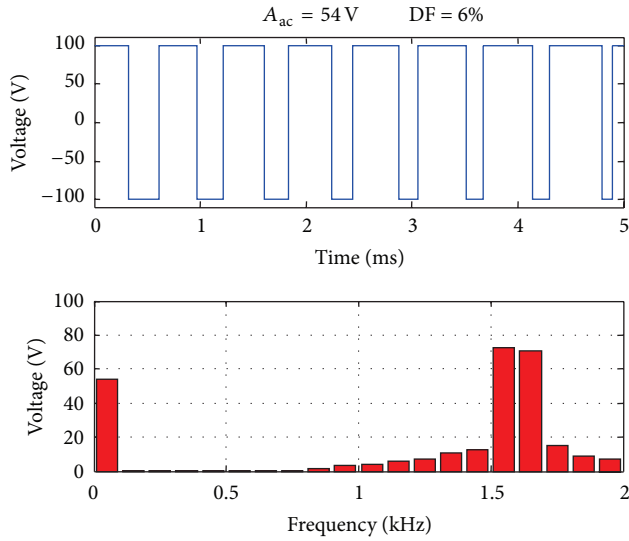 A_ac = 54 V DF = 6%
Voltage (V)
100
50
0
−50
−100
0 1 2 3 4 5
Time (ms)
Voltage (V)
100
80
60
40
20
0
0 0.5 1 1.5 2
Frequency (kHz)